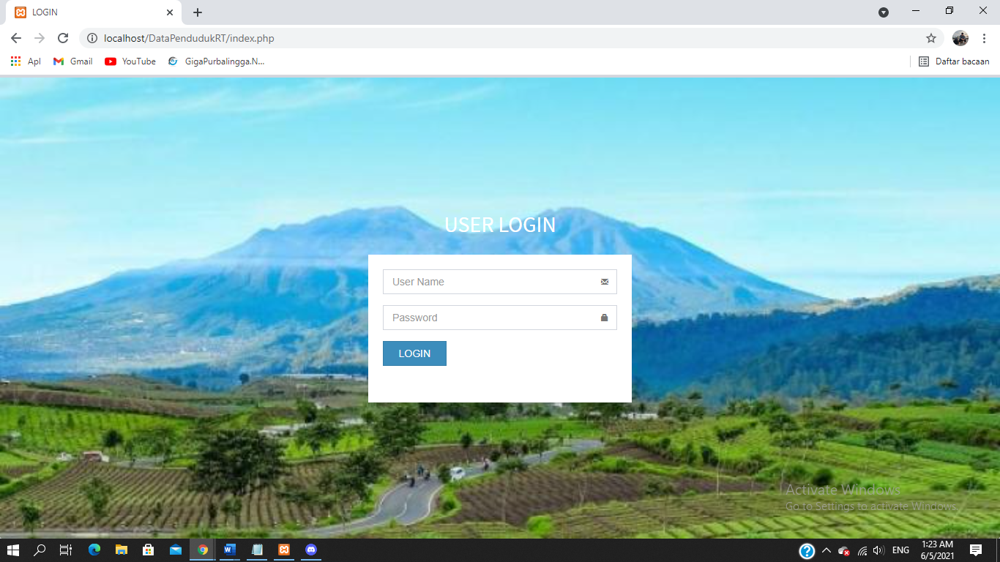 LOGIN
localhost/DataPendudukRT/index.php
Apl Gmail YouTube GigaPurbalingga.N... Daftar bacaan
USER LOGIN
User Name
Password
LOGIN
Activate Windows
Go to Settings to activate Windows.
ENG
1:23 AM
6/5/2021